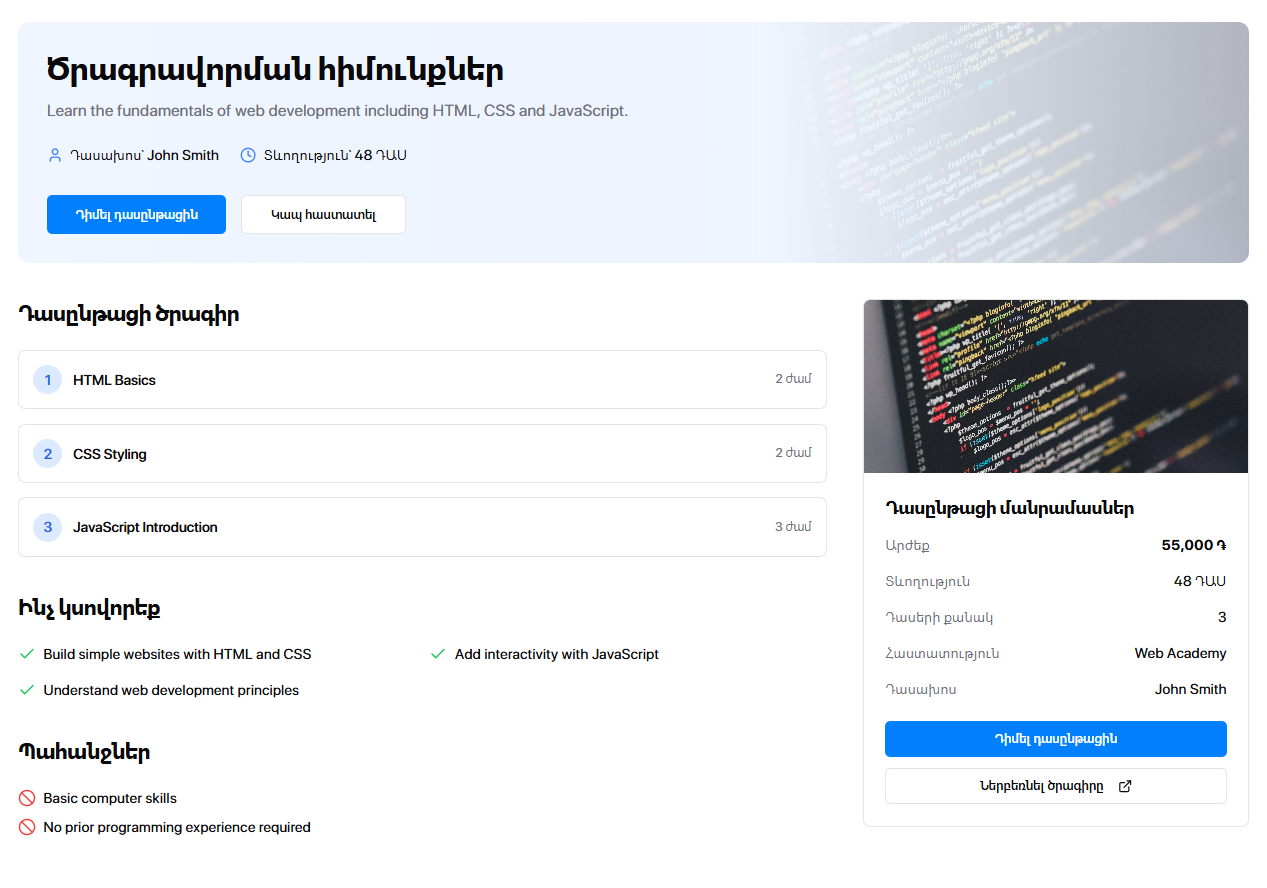 Ծրագրավորման հիմունքներ
Learn the fundamentals of web development including HTML, CSS and JavaScript.
Դասախոս՝ John Smith
Տևողություն՝ 48 ԴԱՍ
Դիմել դասընթացին
Կապ հաստատել
Դասընթացի ծրագիր
1 HTML Basics 2 ժամ
2 CSS Styling 2 ժամ
3 JavaScript Introduction 3 ժամ
Ինչ կսովորեք
Build simple websites with HTML and CSS
Add interactivity with JavaScript
Understand web development principles
Պահանջներ
Basic computer skills
No prior programming experience required
Դասընթացի մանրամասներ
Արժեք 55,000 ֏
Տևողություն 48 ԴԱՍ
Դասերի քանակ 3
Հաստատություն Web Academy
Դասախոս John Smith
Դիմել դասընթացին
Ներբեռնել ծրագիրը